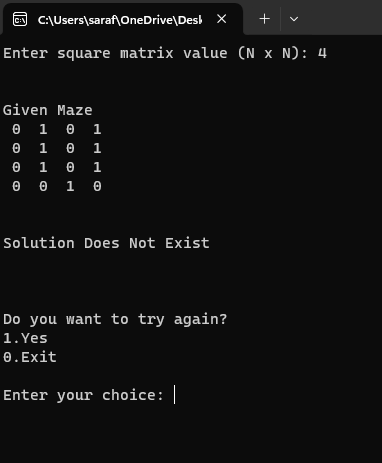 C:\Users\saraf\OneDrive\Desk
Enter square matrix value (N x N): 4
Given Maze
0 1 0 1
0 1 0 1
0 1 0 1
0 0 1 0
Solution Does Not Exist
Do you want to try again?
1.Yes
0.Exit
Enter your choice: